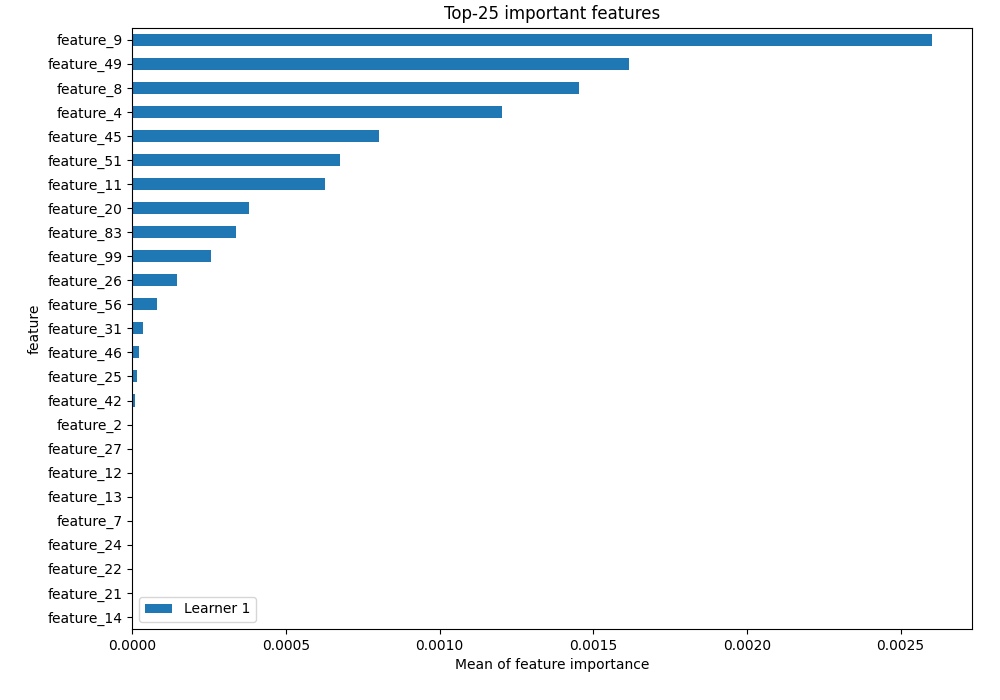 Top-25 important features
feature_9
feature_49
feature_8
feature_4
feature_45
feature_51
feature_11
feature_20
feature_83
feature_99
feature_26
feature_56
feature_31
feature_46
feature_25
feature_42
feature_2
feature_27
feature_12
feature_13
feature_7
feature_24
feature_22
feature_21
feature_14
feature
Learner 1
0.0000 0.0005 0.0010 0.0015 0.0020 0.0025
Mean of feature importance